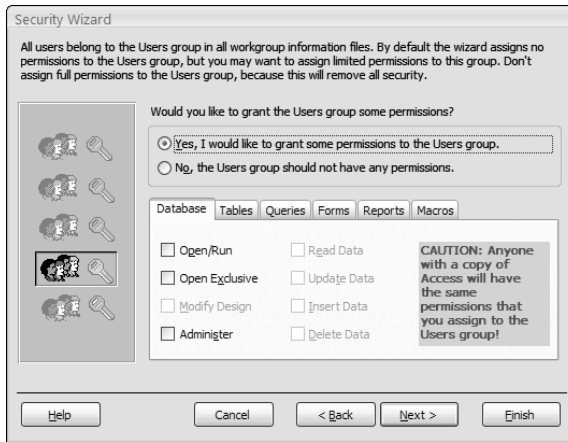 Security Wizard
All users belong to the Users group in all workgroup information files. By default the wizard assigns no
permissions to the Users group, but you may want to assign limited permissions to this group. Don't
assign full permissions to the Users group, because this will remove all security.
Would you like to grant the Users group some permissions?
Yes, I would like to grant some permissions to the Users group.
No, the Users group should not have any permissions.
Database Tables Queries Forms Reports Macros
Open/Run Read Data
Open Exclusive Update Data
Modify Design Insert Data
Administer Delete Data
CAUTION: Anyone
with a copy of
Access will have
the same
permissions that
you assign to the
Users group!
Help Cancel < Back Next > Finish